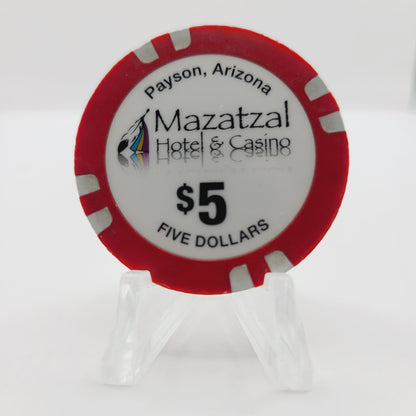 Payson, Arizona
Mazatzal
Hotel & Casino
$5
FIVE DOLLARS